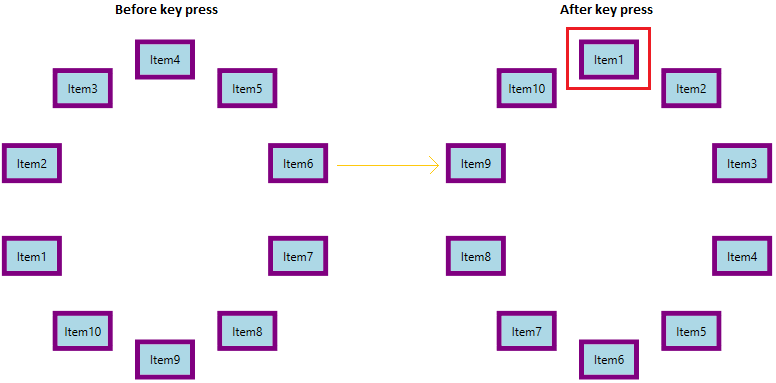 Before key press
After key press
Item4
Item3
Item5
Item2
Item6
Item1
Item7
Item10
Item8
Item9
Item1
Item10
Item2
Item9
Item3
Item8
Item4
Item7
Item5
Item6